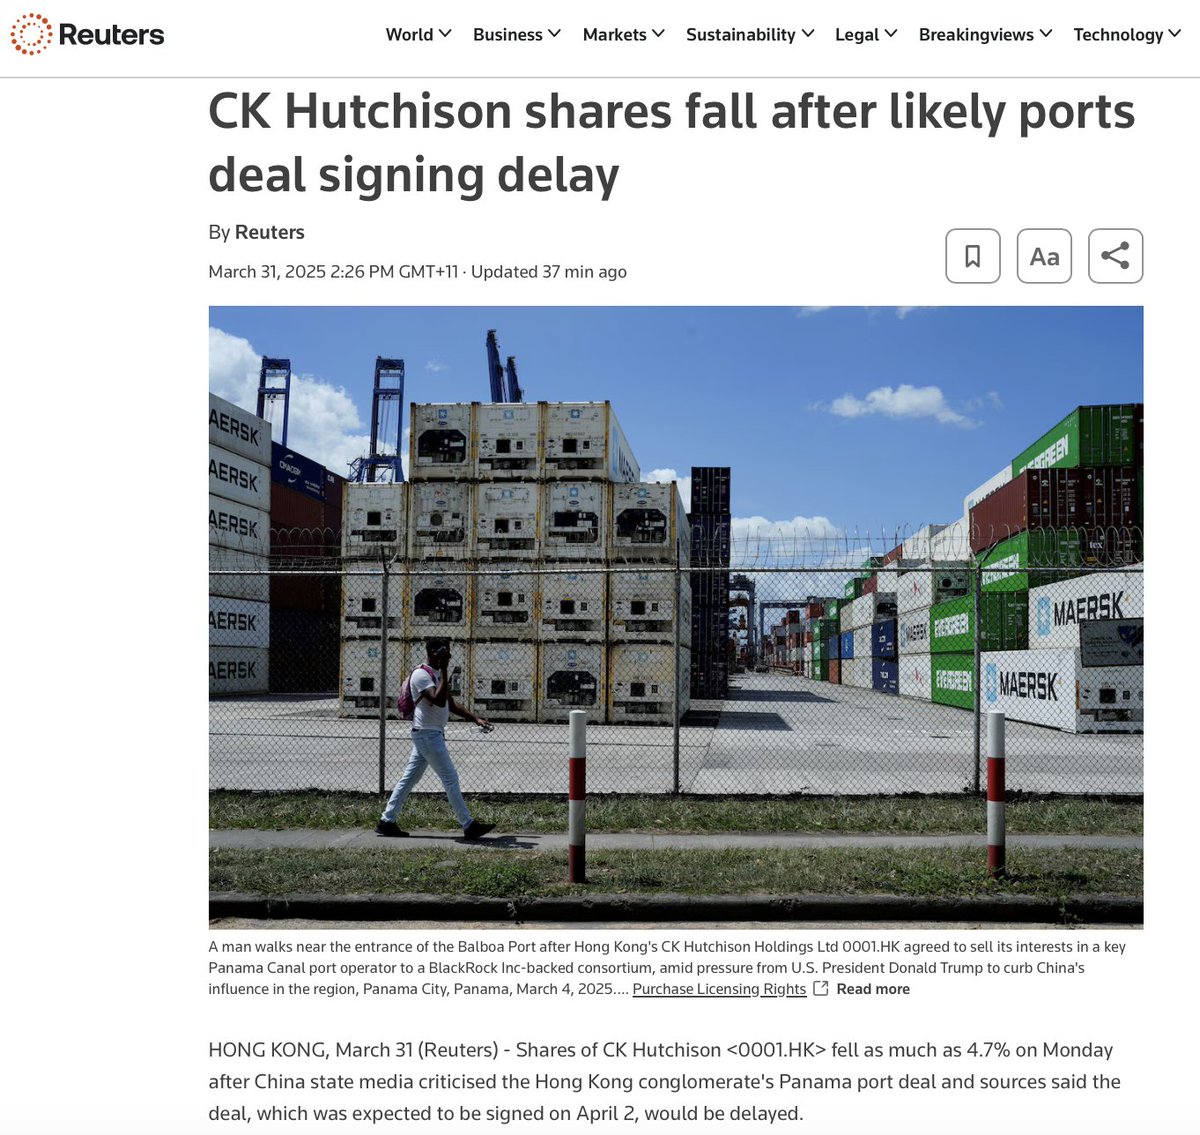 Reuters
World Business Markets Sustainability Legal Breakingviews Technology
CK Hutchison shares fall after likely ports
deal signing delay
By Reuters
March 31, 2025 2:26 PM GMT+11 · Updated 37 min ago
Aa
AERSK
AERSK
AERSK
AERSK
AERSK
EVERGREEN
EVERGREEN
MAERSK
MAERSK
EVERGREEN
EVERGREEN
MAERSK
A man walks near the entrance of the Balboa Port after Hong Kong's CK Hutchison Holdings Ltd 0001.HK agreed to sell its interests in a key
Panama Canal port operator to a BlackRock Inc-backed consortium, amid pressure from U.S. President Donald Trump to curb China's
influence in the region, Panama City, Panama, March 4, 2025.... Purchase Licensing Rights Read more
HONG KONG, March 31 (Reuters) - Shares of CK Hutchison <0001.HK> fell as much as 4.7% on Monday
after China state media criticised the Hong Kong conglomerate's Panama port deal and sources said the
deal, which was expected to be signed on April 2, would be delayed.